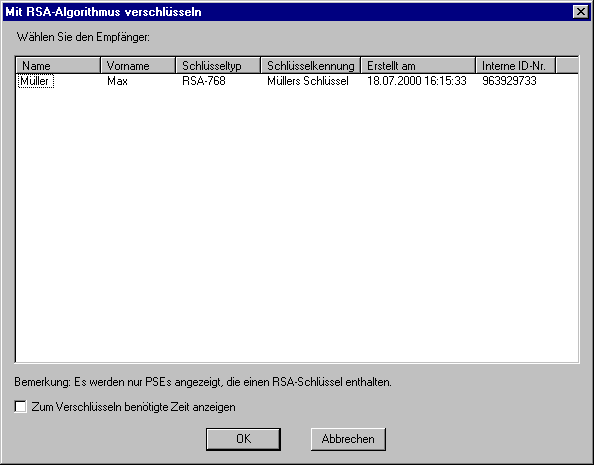 Mit RSA-Algorithmus verschlüsseln
Wählen Sie den Empfänger:
Name Vorname Schlüsseltyp Schlüsselkennung Erstellt am Interne ID-Nr.
Müller Max RSA-768 Müllers Schlüssel 18.07.2000 16:15:33 963929733
Bemerkung: Es werden nur PSEs angezeigt, die einen RSA-Schlüssel enthalten.
Zum Verschlüsseln benötigte Zeit anzeigen
OK Abbrechen